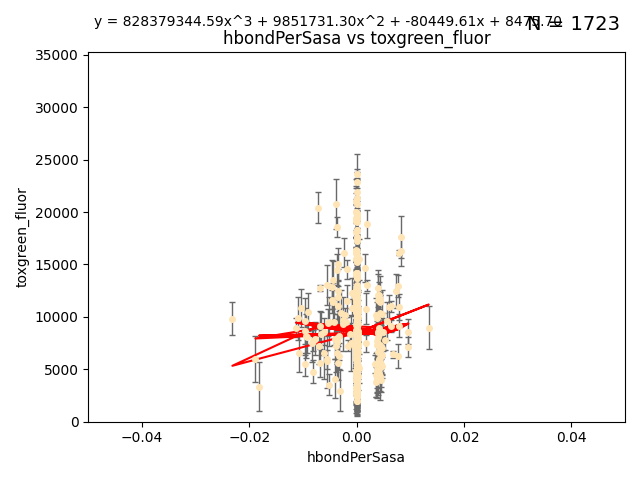 y = 828379344.59x^3 + 9851731.30x^2 + -80449.61x + 8475.70
N = 1723
hbondPerSasa vs toxgreen_fluor
35000
30000
25000
20000
15000
10000
5000
0
toxgreen_fluor
−0.04
−0.02
0.00
0.02
0.04
hbondPerSasa